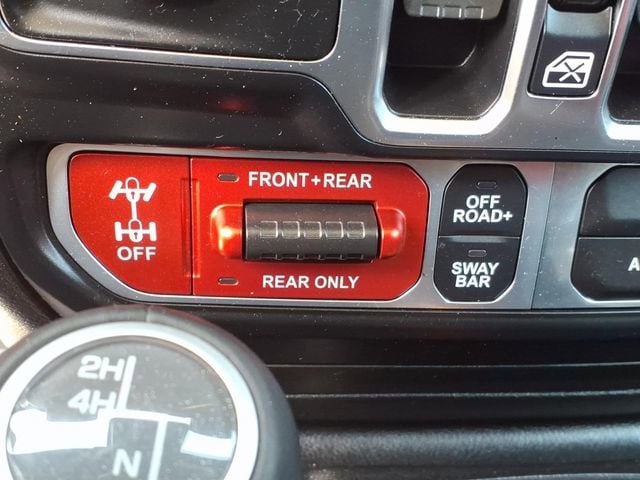 FRONT+REAR
OFF
REAR ONLY
OFF
ROAD+
SWAY
BAR
A
2H
4H
N